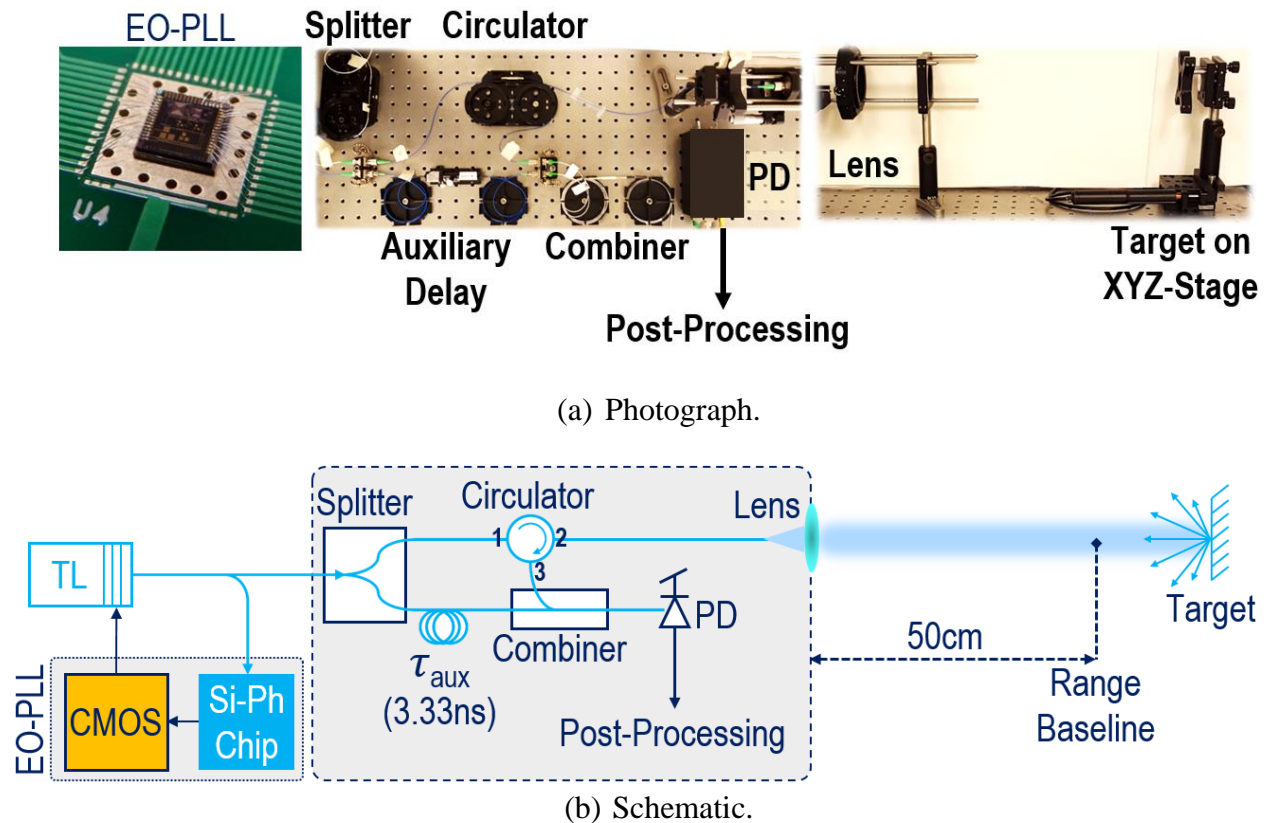 EO-PLL
Splitter
Circulator
U4
Auxiliary
Delay
Combiner
PD
Post-Processing
Lens
Target on
XYZ-Stage
(a) Photograph.
Splitter
Circulator
1
2
3
Lens
TL
PD
Combiner
τaux
(3.33ns)
Post-Processing
50cm
Range
Baseline
Target
EO-PLL
CMOS
Si-Ph
Chip
(b) Schematic.